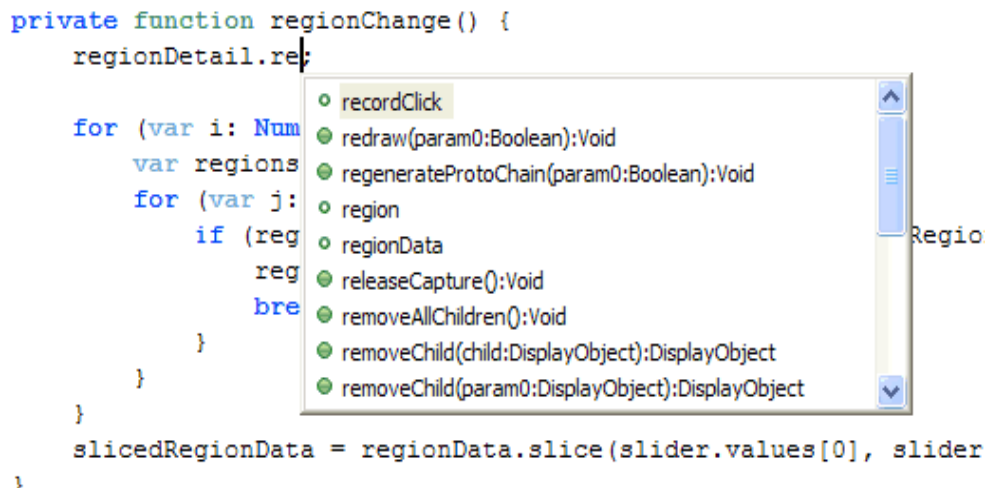 private function regionChange() {
regionDetail.re;
recordClick
redraw(param0:Boolean):Void
regenerateProtoChain(param0:Boolean):Void
region
regionData
releaseCapture():Void
removeAllChildren():Void
removeChild(child:DisplayObject):DisplayObject
removeChild(param0:DisplayObject):DisplayObject
for (var i: Num
var regions
for (var j:
if (reg Regio
reg
bre
}
}
}
slicedRegionData = regionData.slice(slider.values[0], slider
}